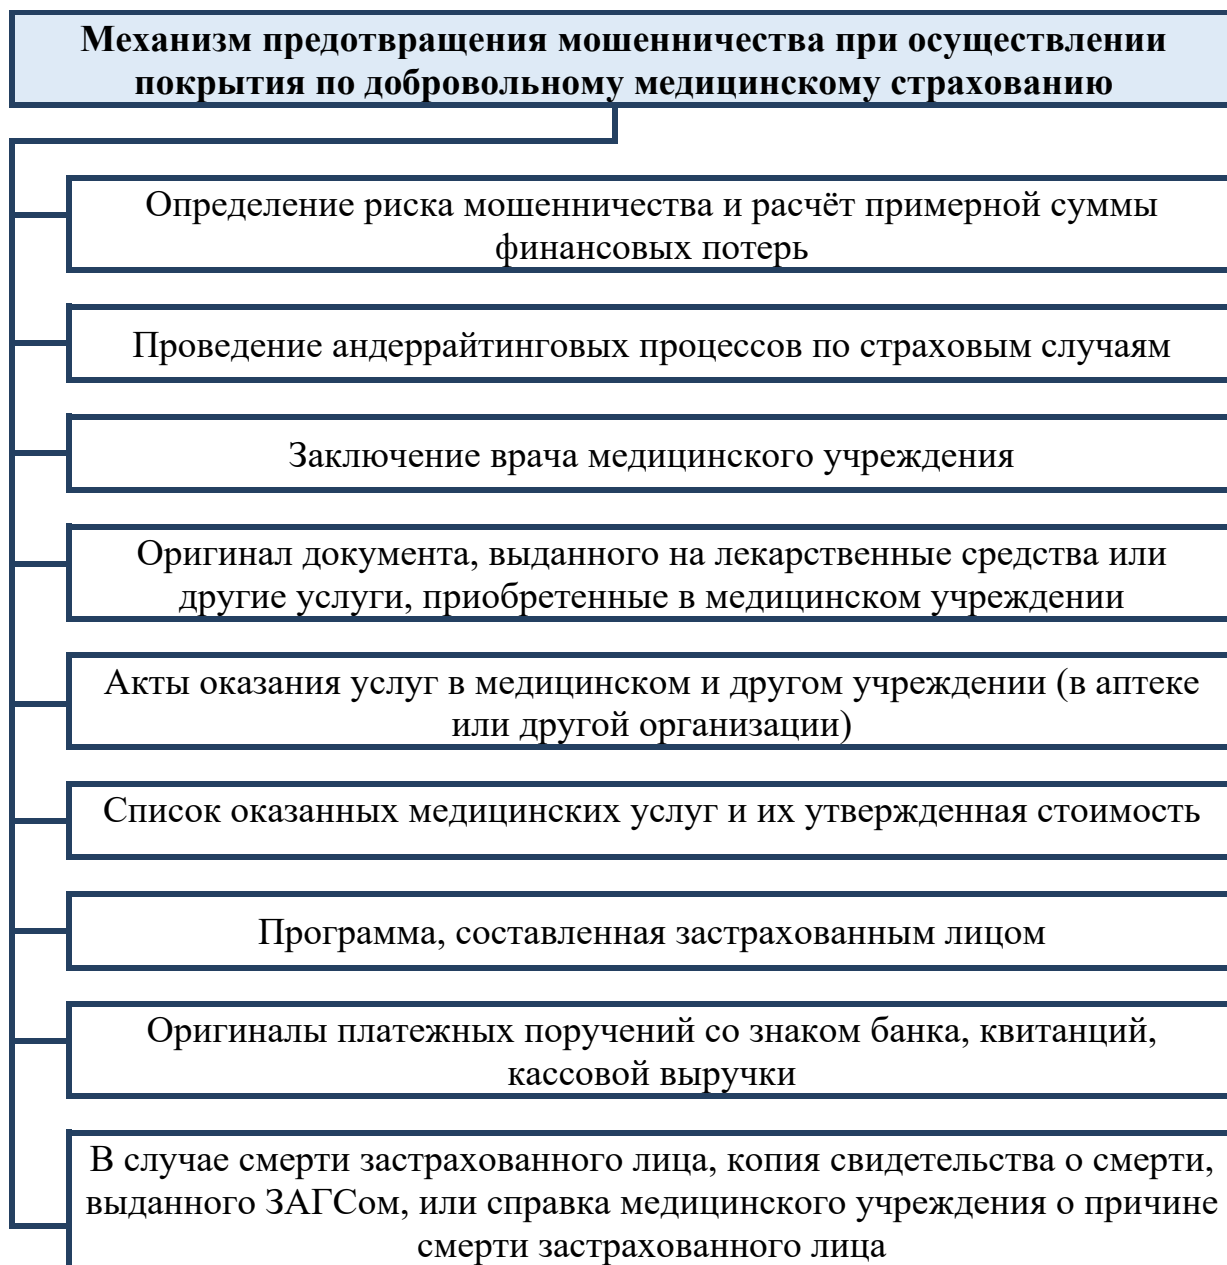 Механизм предотвращения мошенничества при осуществлении
покрытия по добровольному медицинскому страхованию
Определение риска мошенничества и расчёт примерной суммы
финансовых потерь
Проведение андеррайтинговых процессов по страховым случаям
Заключение врача медицинского учреждения
Оригинал документа, выданного на лекарственные средства или
другие услуги, приобретенные в медицинском учреждении
Акты оказания услуг в медицинском и другом учреждении (в аптеке
или другой организации)
Список оказанных медицинских услуг и их утвержденная стоимость
Программа, составленная застрахованным лицом
Оригиналы платежных поручений со знаком банка, квитанций,
кассовой выручки
В случае смерти застрахованного лица, копия свидетельства о смерти,
выданного ЗАГСом, или справка медицинского учреждения о причине
смерти застрахованного лица